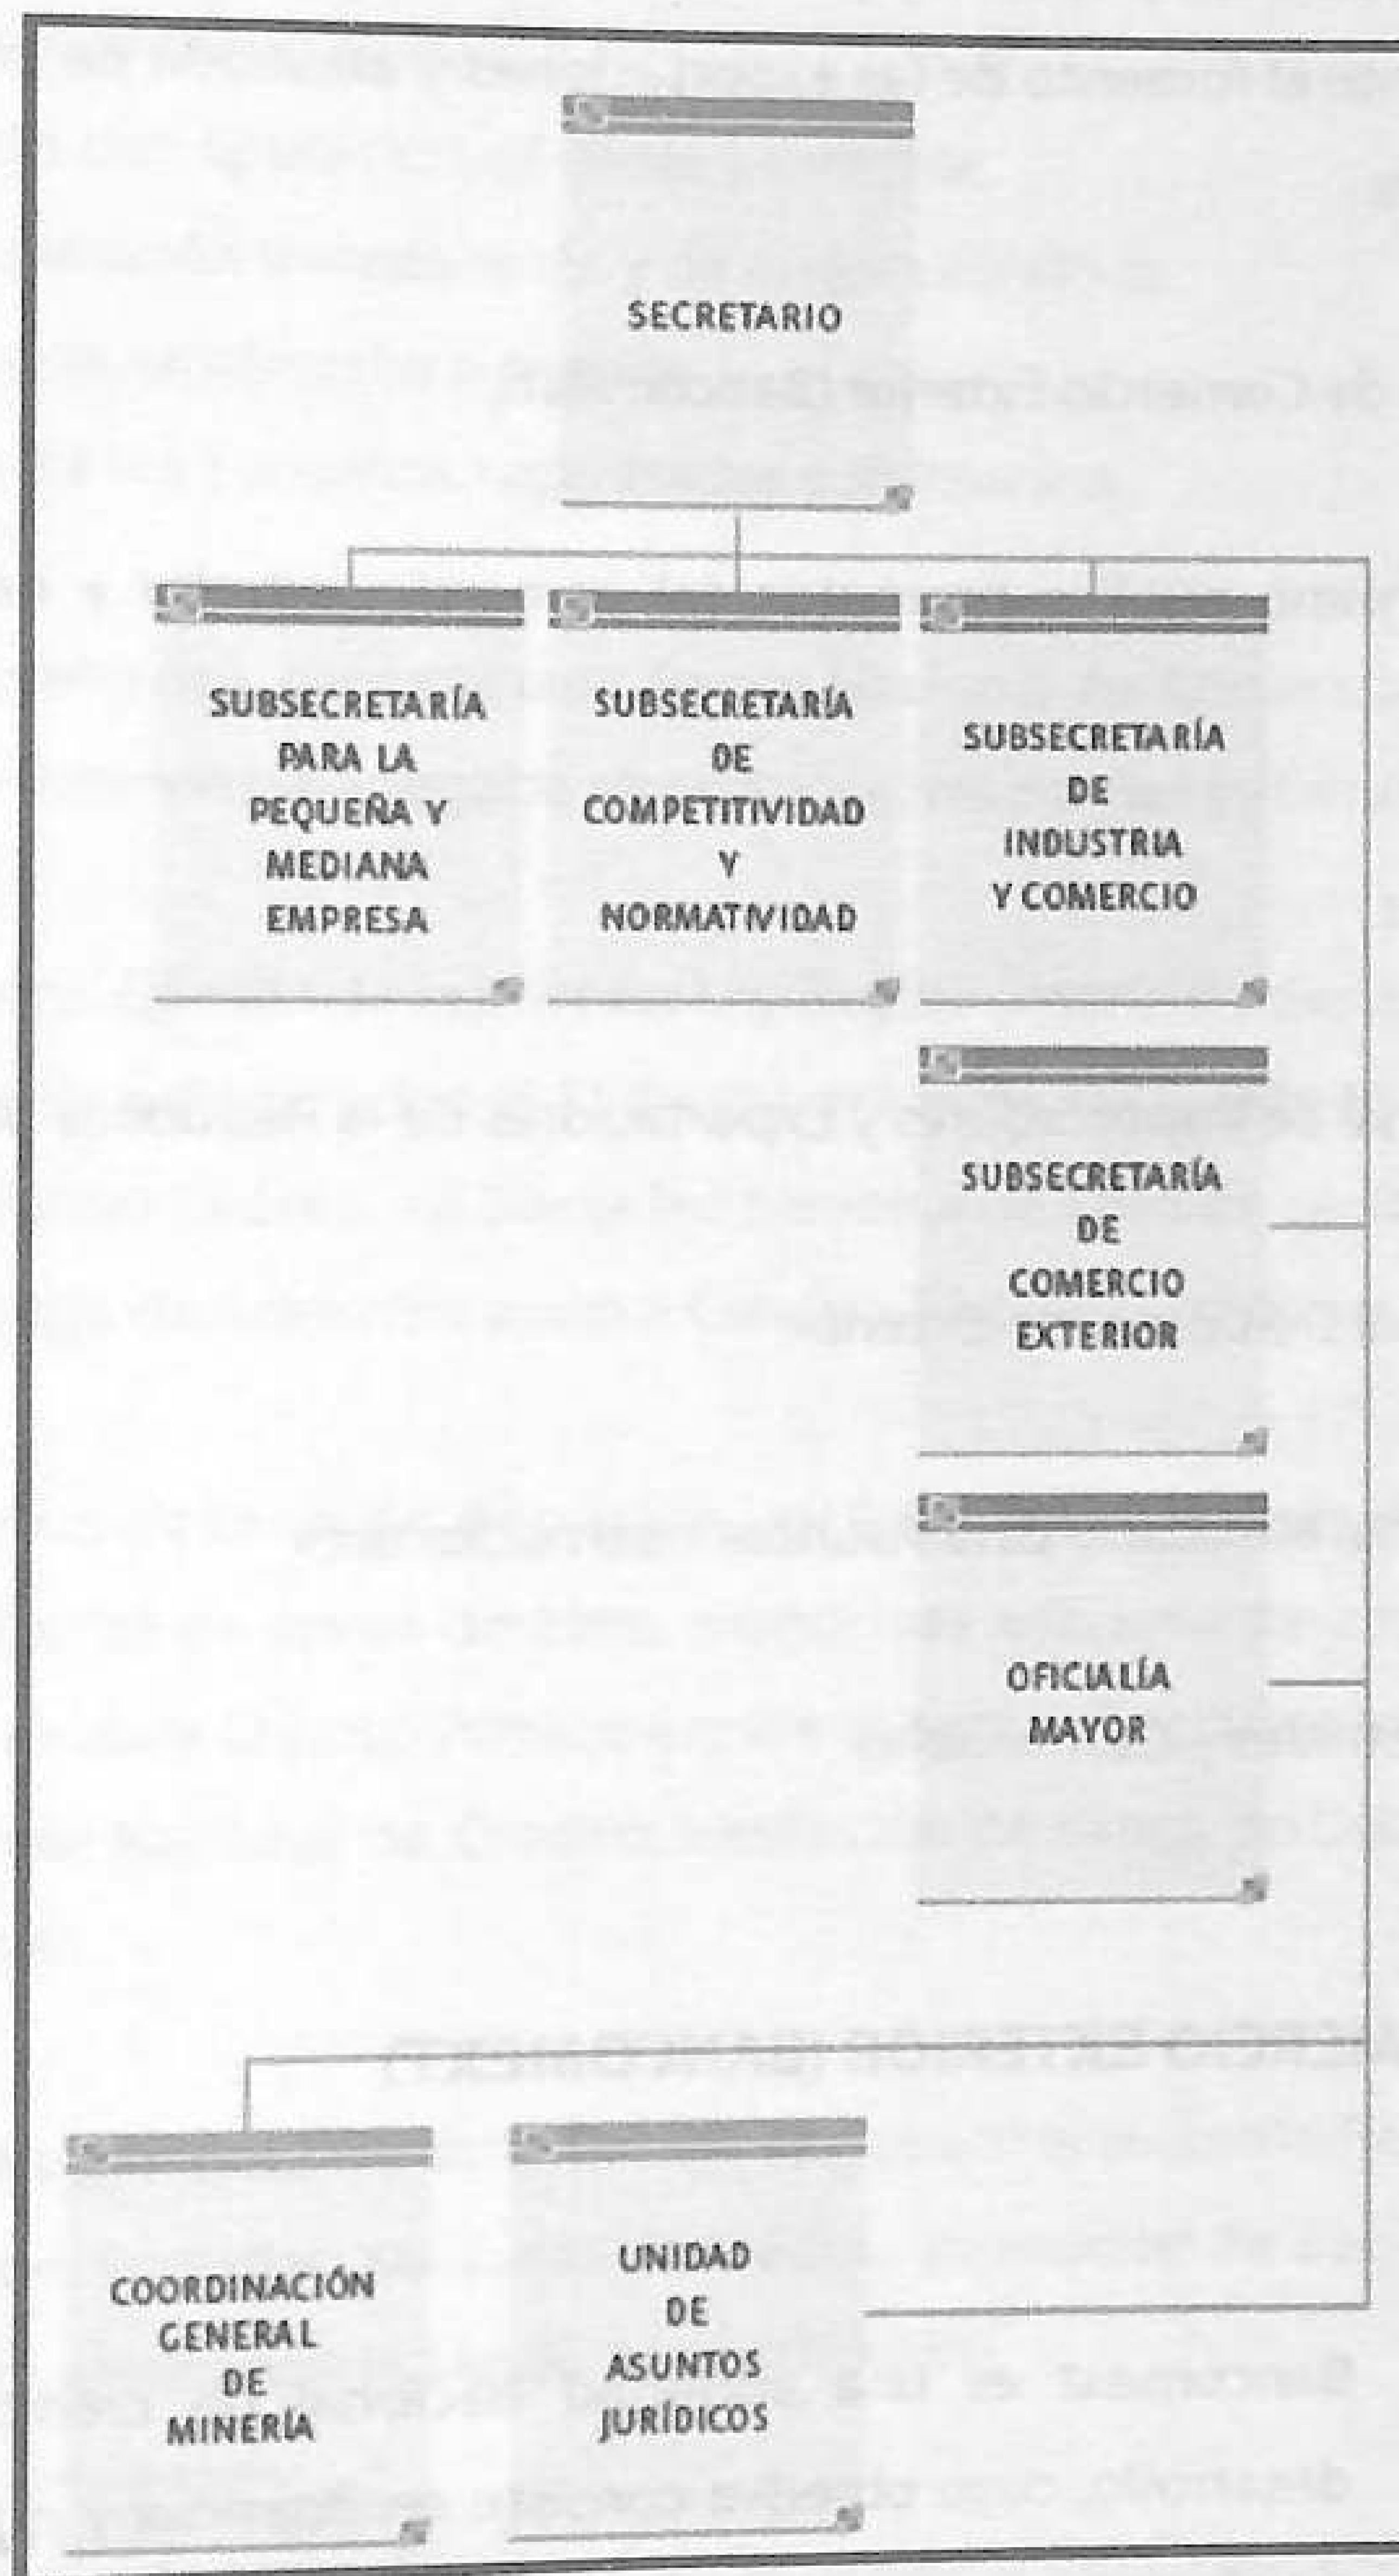 SECRETARIO
SUBSECRETARÍA
PARA LA
PEQUEÑA Y
MEDIANA
EMPRESA
SUBSECRETARÍA
DE
COMPETITIVIDAD
Y
NORMATIVIDAD
SUBSECRETARÍA
DE
INDUSTRIA
Y COMERCIO
SUBSECRETARÍA
DE
COMERCIO
EXTERIOR
OFICIALÍA
MAYOR
COORDINACIÓN
GENERAL
DE
MINERÍA
UNIDAD
DE
ASUNTOS
JURÍDICOS